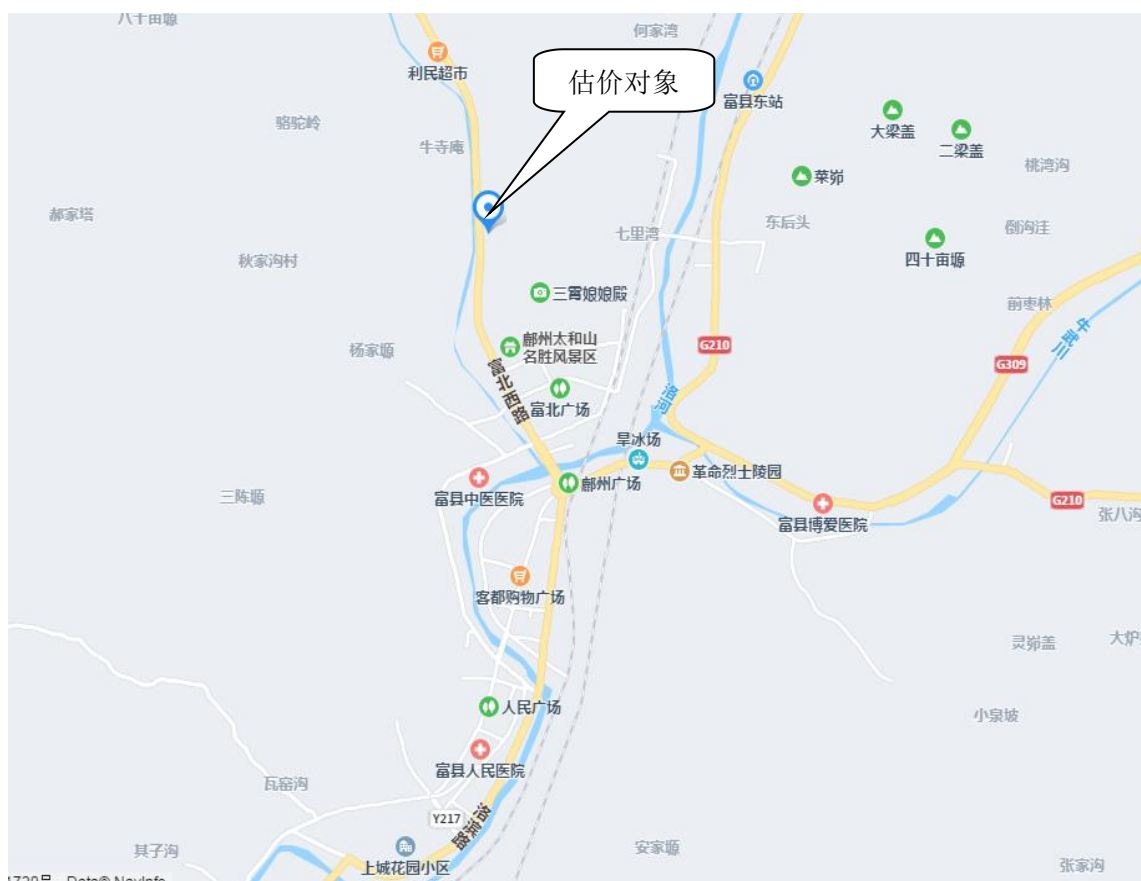 八十亩塬
何家湾
利民超市
估价对象
富县东站
骆驼岭
大梁盖
牛寺庵
二梁盖
桃湾沟
菜峁
郝家塔
七里湾
东后头
倒沟洼
秋家沟村
四十亩塬
三霄娘娘殿
前枣林
牛武川
鄜州太和山
名胜风景区
G210
杨家塬
G309
富北西路
富北广场
洛河
旱冰场
革命烈士陵园
富县中医医院
鄜州广场
三陈塬
G210
富县博爱医院
张八沟
客都购物广场
灵峁盖
大炉
人民广场
小泉坡
富县人民医院
瓦窑沟
Y217
洛滨路
其子沟
安家塬
上城花园小区
张家沟